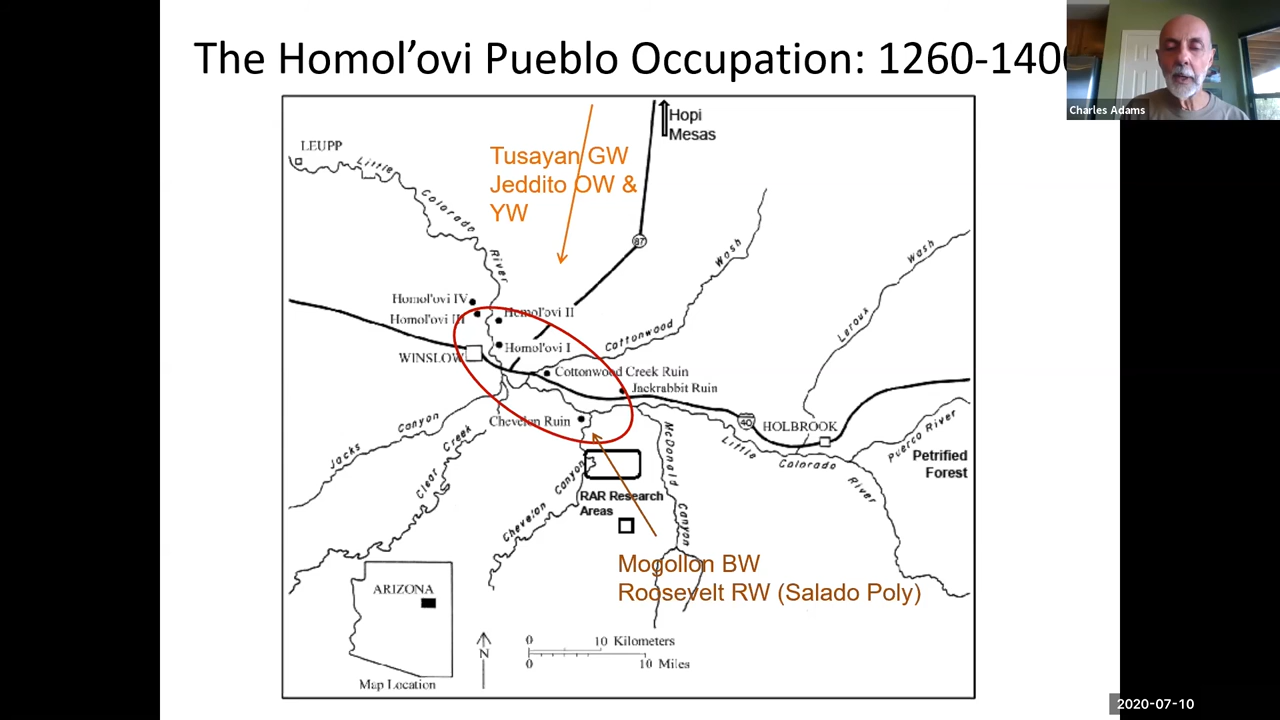 The Homol'ovi Pueblo Occupation: 1260-1400
Charles Adams
Hopi
Mesas
LEUPP
Little
Colorado
River
Tusayan GW
Jeddito OW &
YW
87
Wash
Wash
Leroux
Homol'ovi IV
Homol'ovi III
Homol'ovi II
Homol'ovi I
Cottonwood
WINSLOW
Cottonwood Creek Ruin
Jackrabbit Ruin
Chevelon Ruin
40
HOLBROOK
Puerco River
Jacks Canyon
Clear Creek
McDonald Canyon
Little Colorado River
Petrified
Forest
Chevelon Canyon
RAR Research
Areas
Mogollon BW
Roosevelt RW (Salado Poly)
ARIZONA
Map Location
N
0 10 Kilometers
0 10 Miles
2020-07-10